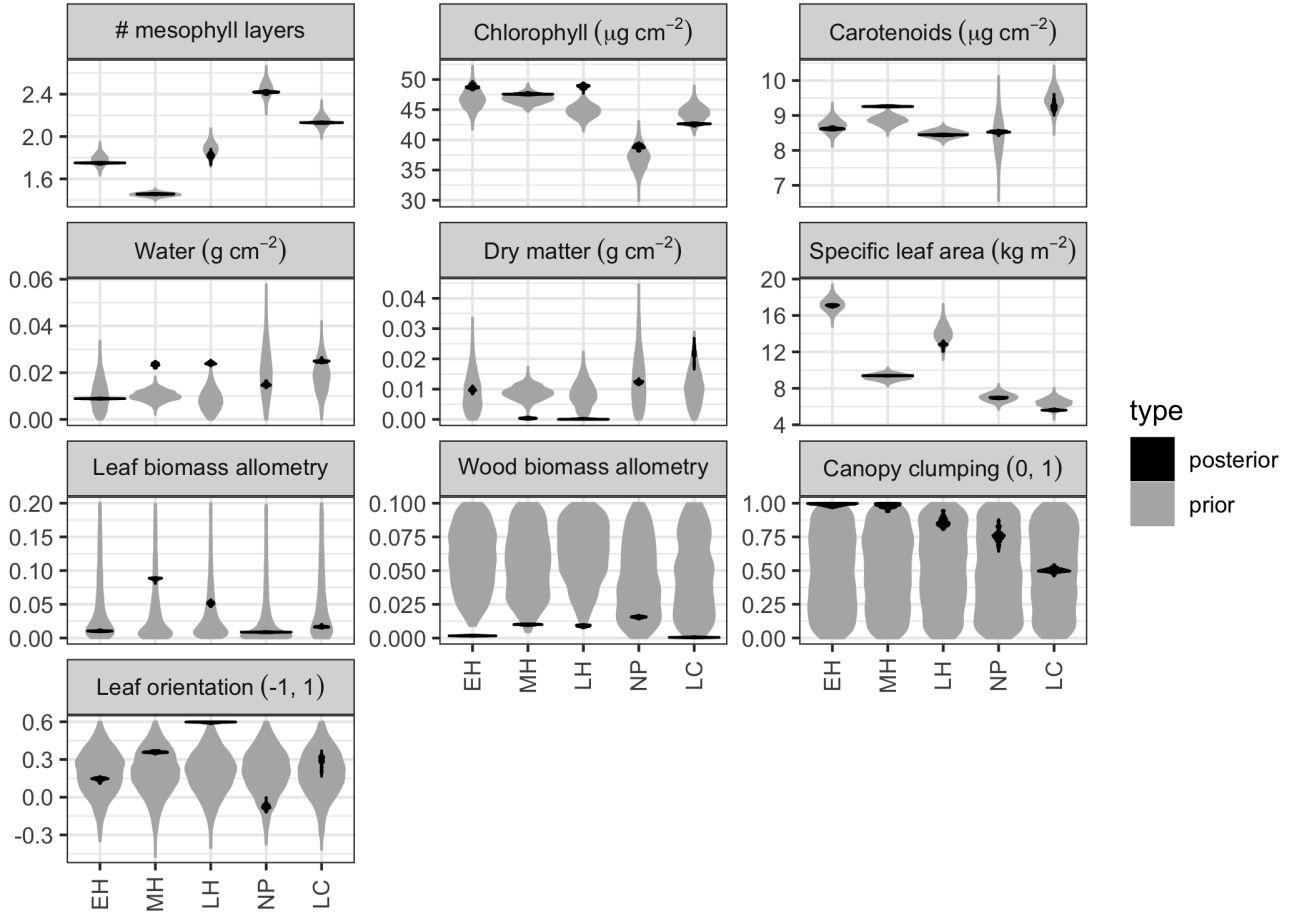 # mesophyll layers
Chlorophyll (μg cm−2)
Carotenoids (μg cm−2)
2.4
2.0
1.6
50
45
40
35
30
10
9
8
7
Water (g cm−2)
Dry matter (g cm−2)
Specific leaf area (kg m−2)
0.06
0.04
0.02
0.00
0.04
0.03
0.02
0.01
0.00
20
16
12
8
4
Leaf biomass allometry
Wood biomass allometry
Canopy clumping (0, 1)
0.20
0.15
0.10
0.05
0.00
0.100
0.075
0.050
0.025
0.000
1.00
0.75
0.50
0.25
0.00
EH MH LH NP LC
EH MH LH NP LC
Leaf orientation (-1, 1)
0.6
0.3
0.0
-0.3
EH MH LH NP LC
type
posterior
prior